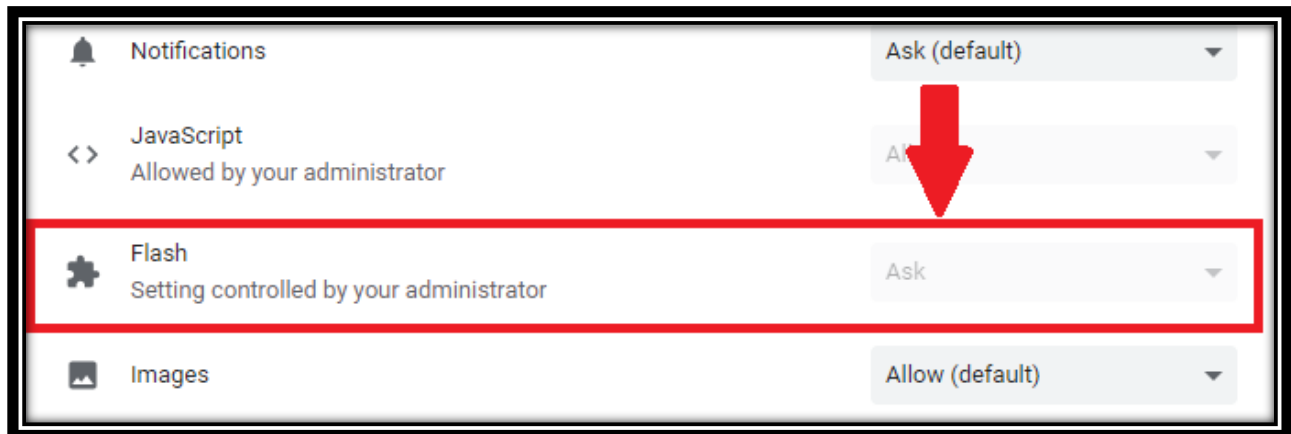 Notifications
Ask (default)
JavaScript
Allowed by your administrator
Flash
Setting controlled by your administrator
Ask
Images
Allow (default)